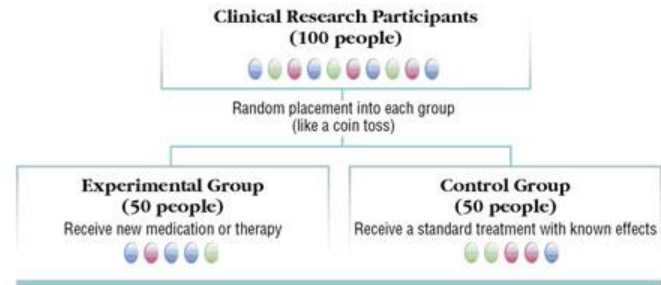 Clinical Research Participants
(100 people)
Random placement into each group
(like a coin toss)
Experimental Group
(50 people)
Receive new medication or therapy
Control Group
(50 people)
Receive a standard treatment with known effects